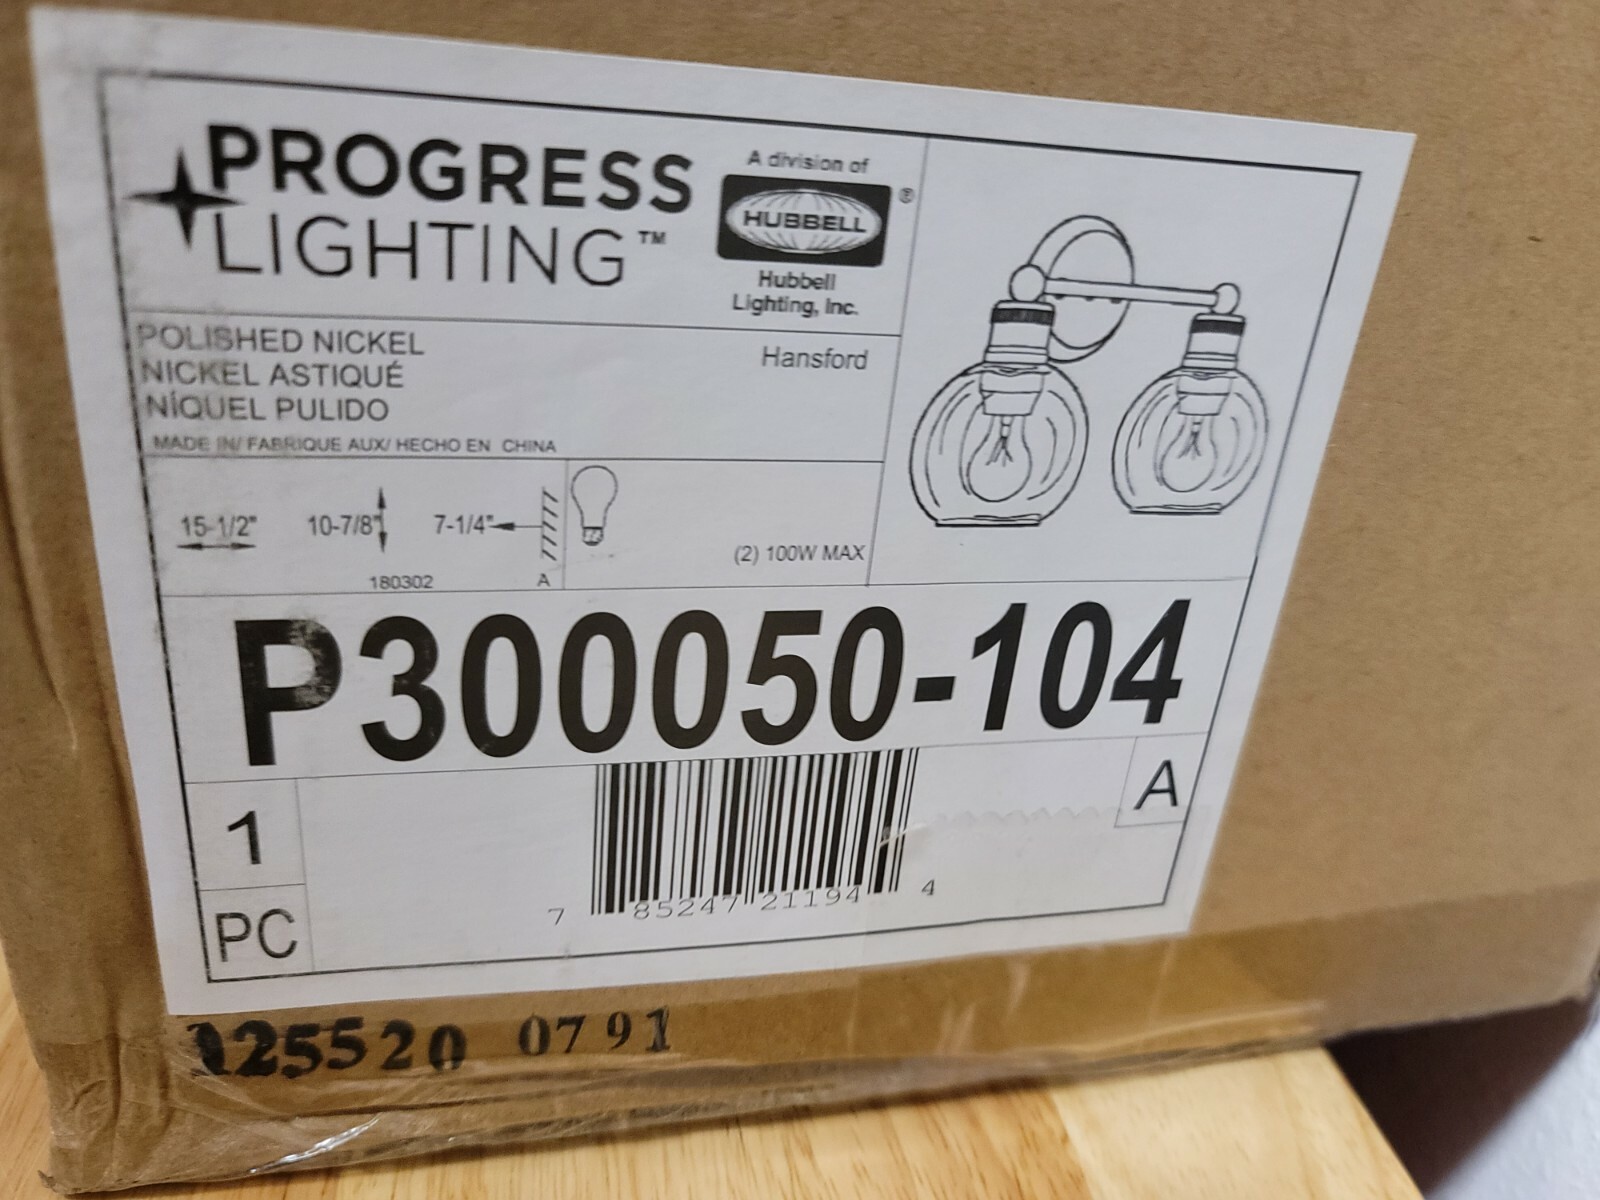 PROGRESS
LIGHTING™
A division of
HUBBELL®
Hubbell
Lighting, Inc.
POLISHED NICKEL
NICKEL ASTIQUÉ
NÍQUEL PULIDO
Hansford
MADE IN/ FABRIQUE AUX/ HECHO EN CHINA
15-1/2" 10-7/8" 7-1/4"
180302 A
(2) 100W MAX
P300050-104
1
PC
A
7 85247 21194 4
125520 0791